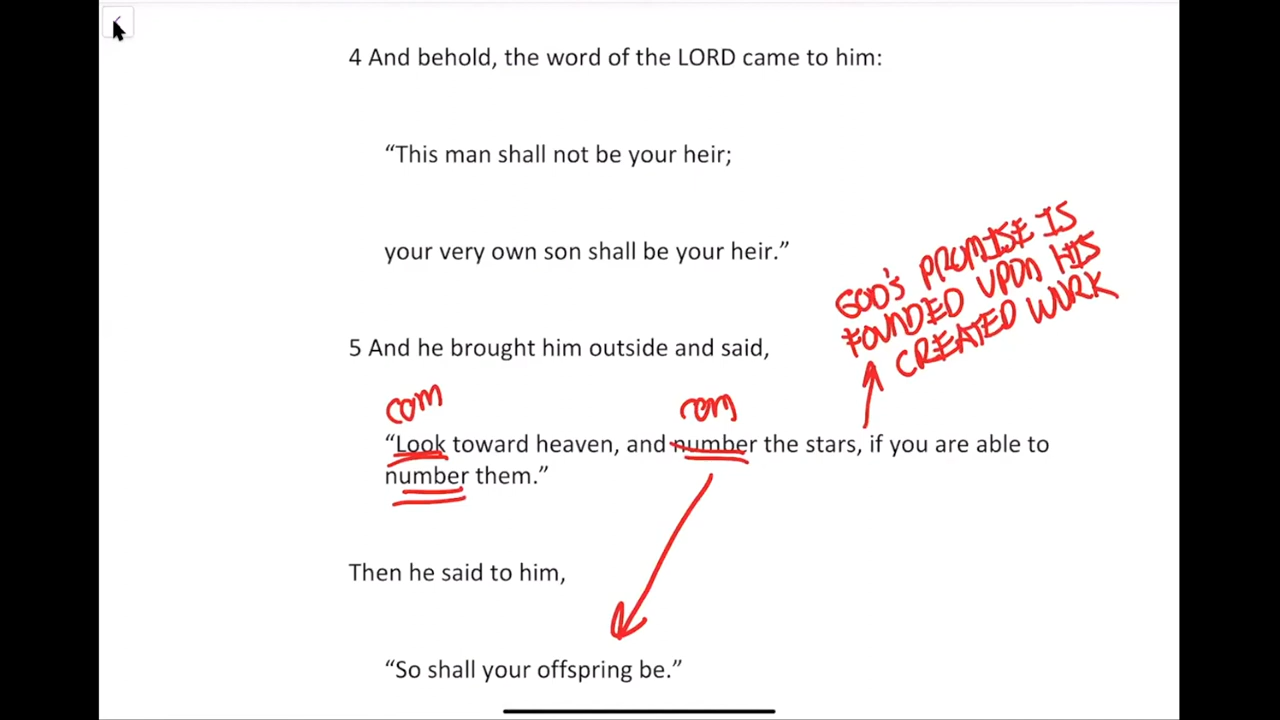 4 And behold, the word of the LORD came to him:
“This man shall not be your heir;
your very own son shall be your heir.”
GOD'S PROMISE IS
FOUNDED UPON HIS
CREATED WORK
5 And he brought him outside and said,
com com
“Look toward heaven, and number the stars, if you are able to
number them.”
Then he said to him,
“So shall your offspring be.”